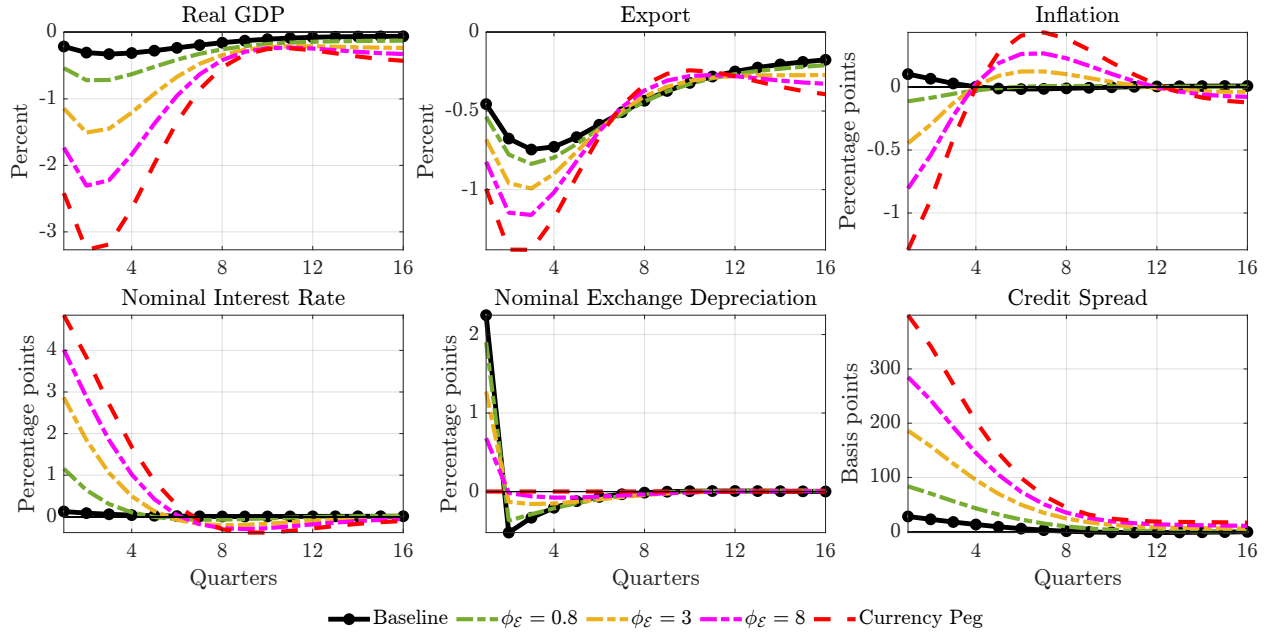 Real GDP
Export
Inflation
Percent
0
-1
-2
-3
4
8
12
16
Percent
0
-0.5
-1
4
8
12
16
Percentage points
0
-0.5
-1
4
8
12
16
Nominal Interest Rate
Nominal Exchange Depreciation
Credit Spread
Percentage points
4
3
2
1
0
4
8
12
16
Percentage points
2
1
0
4
8
12
16
Basis points
300
200
100
0
4
8
12
16
Quarters
Quarters
Quarters
Baseline
ϕ_ℰ = 0.8
ϕ_ℰ = 3
ϕ_ℰ = 8
Currency Peg